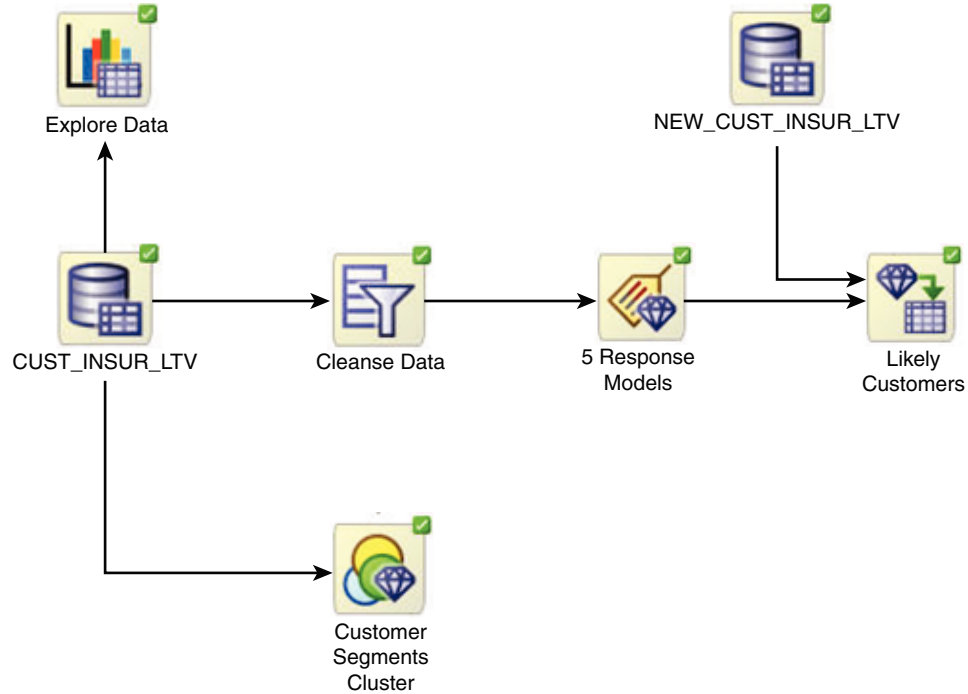 Explore Data
NEW_CUST_INSUR_LTV
CUST_INSUR_LTV
Cleanse Data
5 Response
Models
Likely
Customers
Customer
Segments
Cluster